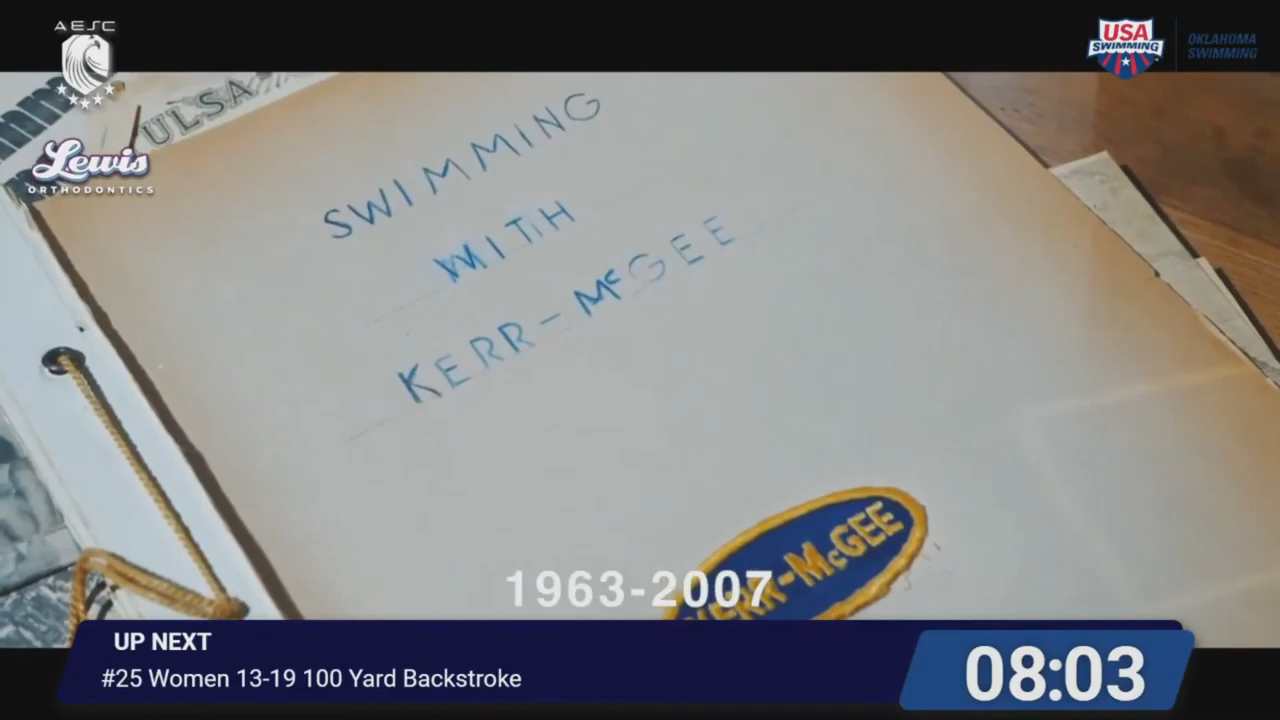 AESC
USA
SWIMMING
OKLAHOMA
SWIMMING
ULSA
Lewis
ORTHODONTICS
SWIMMING
WITH
KERR-McGEE
KERR-McGEE
1963-2007
UP NEXT
#25 Women 13-19 100 Yard Backstroke
08:03